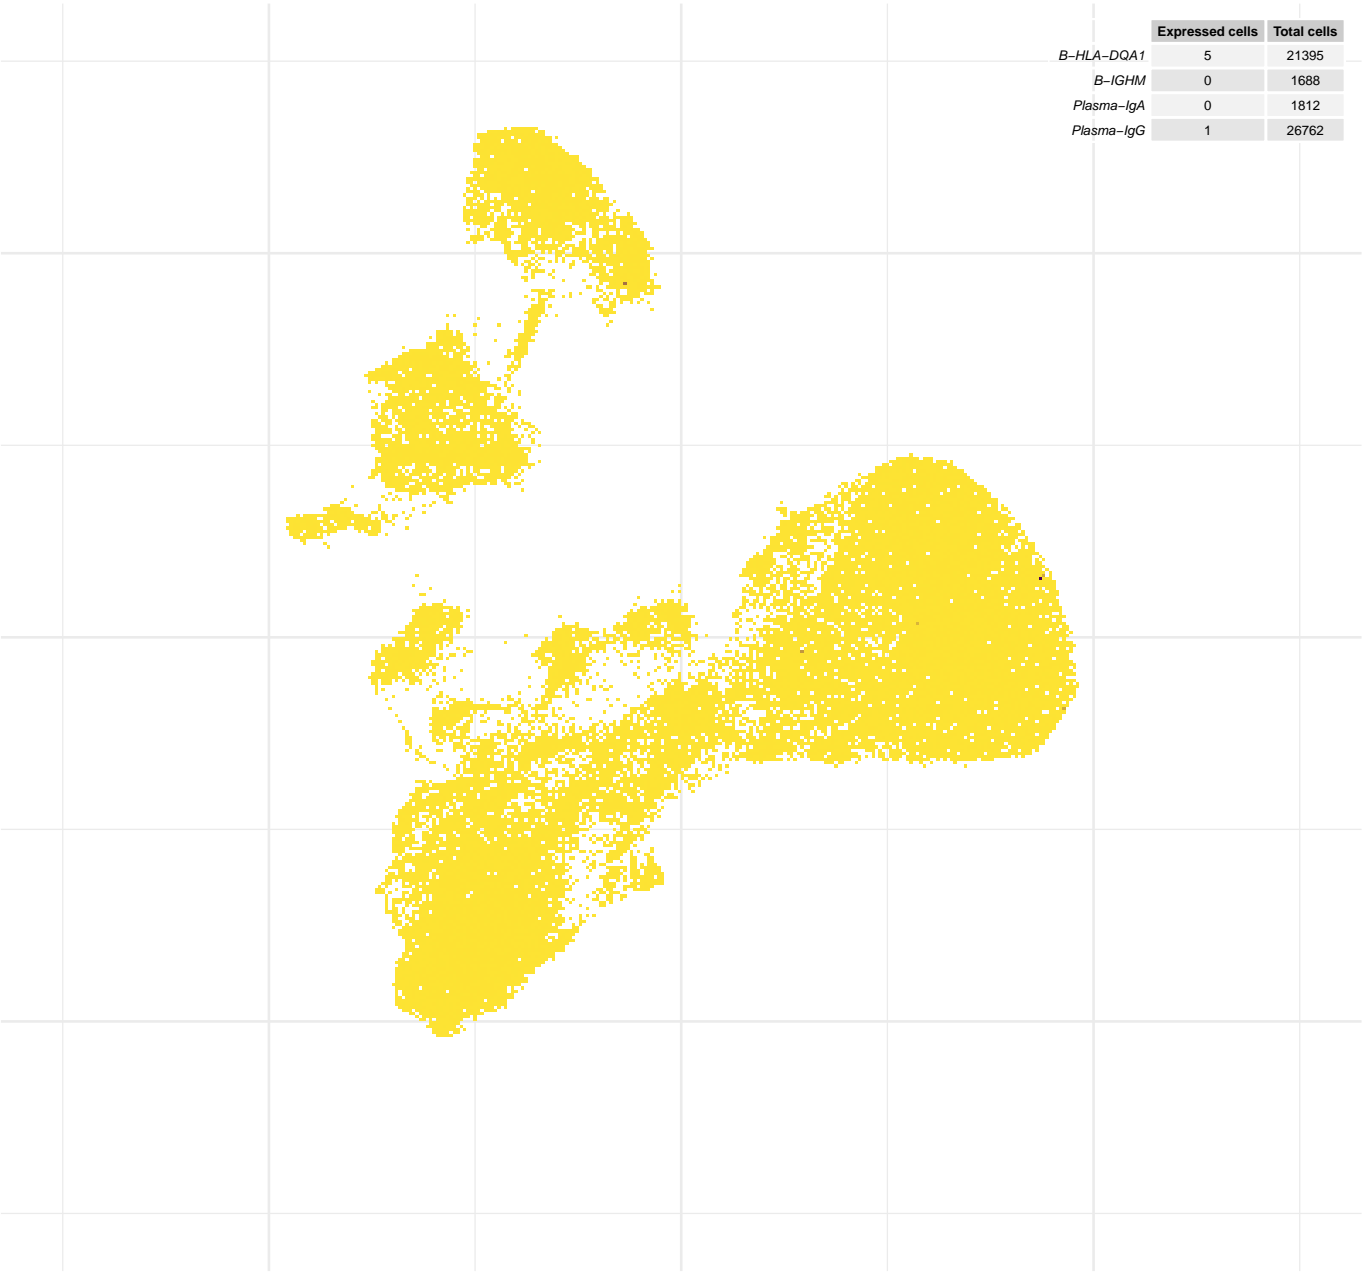 Expressed cells Total cells
B−HLA−DQA1 5 21395
B−IGHM 0 1688
Plasma−IgA 0 1812
Plasma−IgG 1 26762